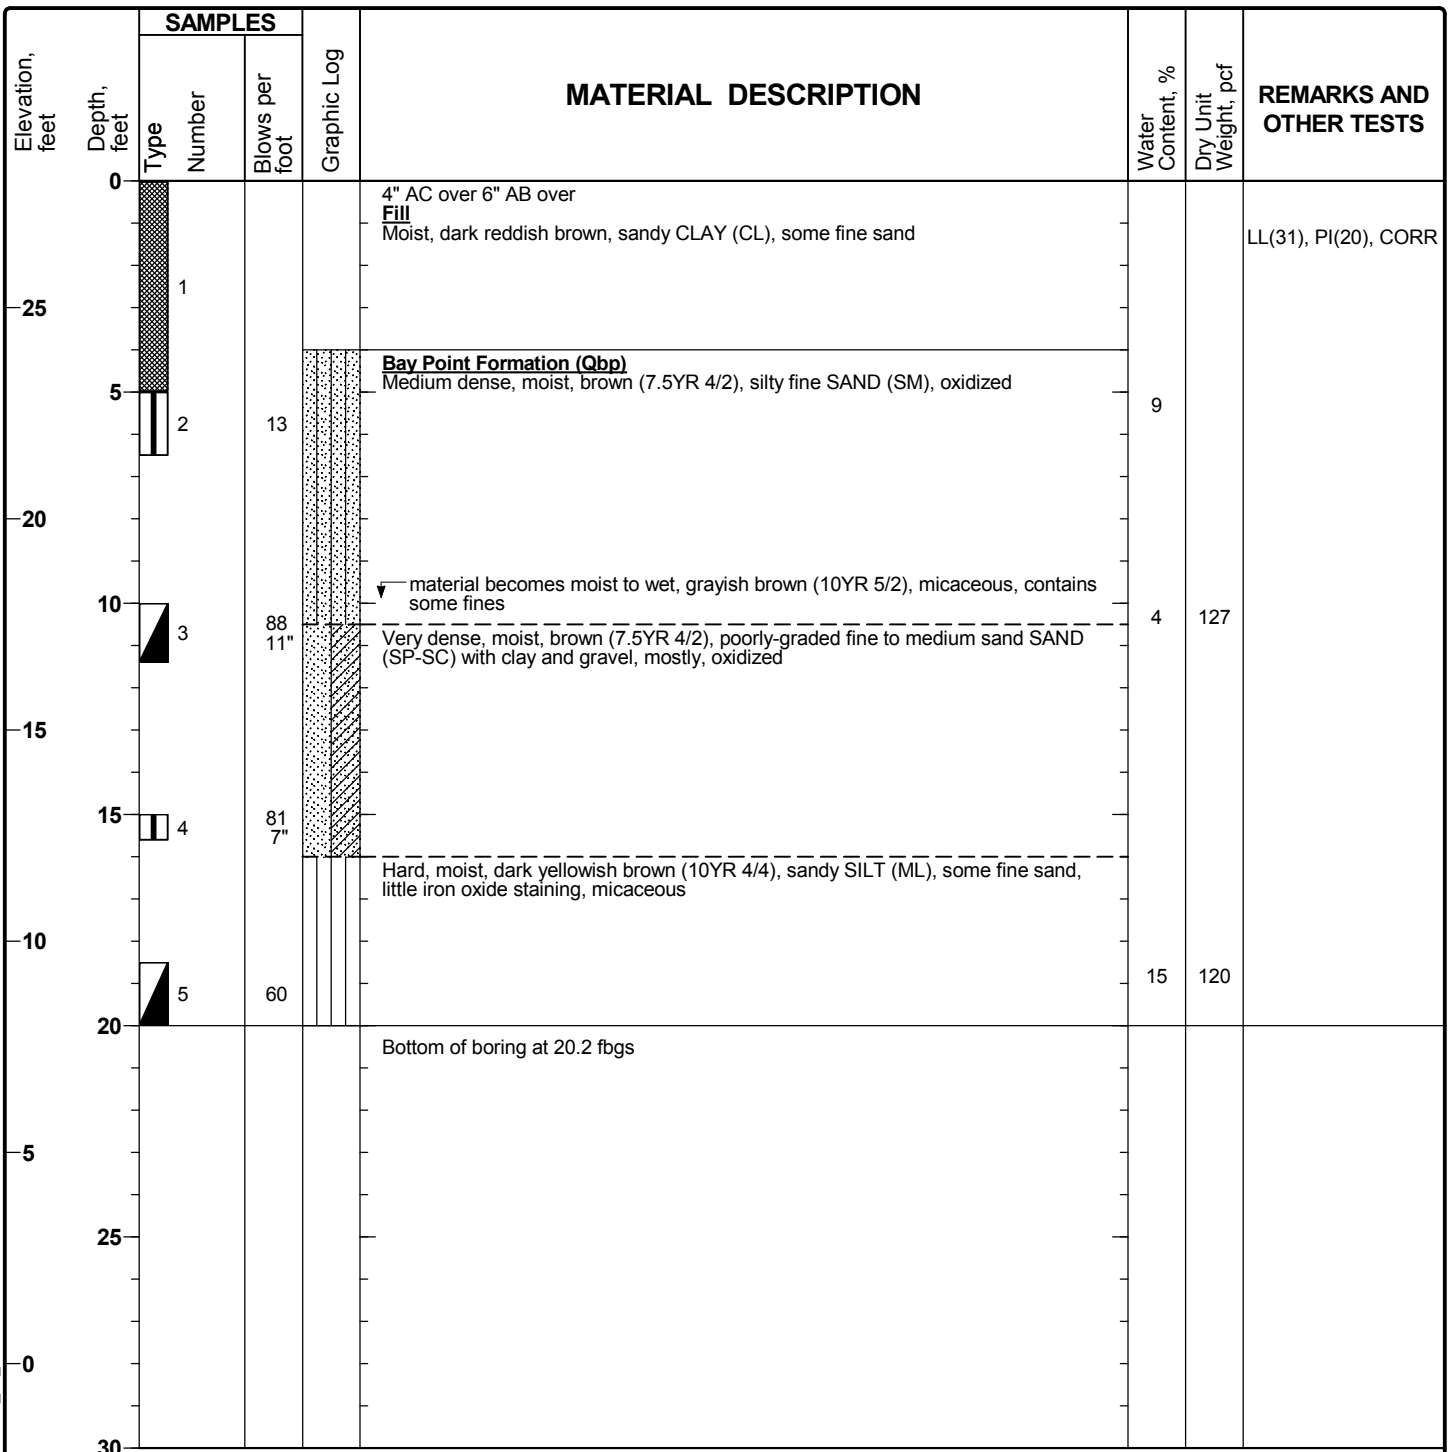 SAMPLES
Elevation,
feet
Depth,
feet
Type
Number
Blows per
foot
Graphic Log
MATERIAL DESCRIPTION
Water
Content, %
Dry Unit
Weight, pcf
REMARKS AND
OTHER TESTS
0
4" AC over 6" AB over
Fill
Moist, dark reddish brown, sandy CLAY (CL), some fine sand
LL(31), PI(20), CORR
1
25
Bay Point Formation (Qbp)
Medium dense, moist, brown (7.5YR 4/2), silty fine SAND (SM), oxidized
5
9
2
13
20
material becomes moist to wet, grayish brown (10YR 5/2), micaceous, contains
some fines
10
3
88
11"
4
127
Very dense, moist, brown (7.5YR 4/2), poorly-graded fine to medium sand SAND
(SP-SC) with clay and gravel, mostly, oxidized
15
15
4
81
7"
Hard, moist, dark yellowish brown (10YR 4/4), sandy SILT (ML), some fine sand,
little iron oxide staining, micaceous
10
5
60
15
120
20
Bottom of boring at 20.2 fbgs
5
25
0
30